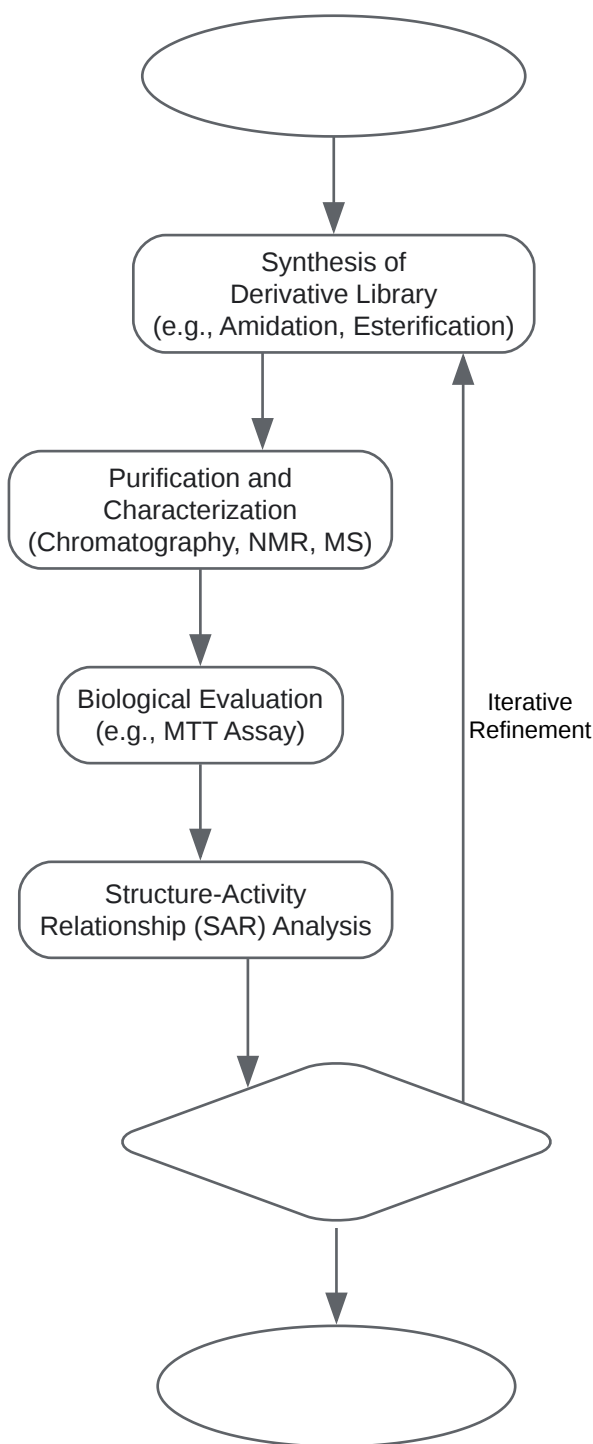 Synthesis of
Derivative Library
(e.g., Amidation, Esterification)
Purification and
Characterization
(Chromatography, NMR, MS)
Biological Evaluation
(e.g., MTT Assay)
Iterative
Refinement
Structure-Activity
Relationship (SAR) Analysis